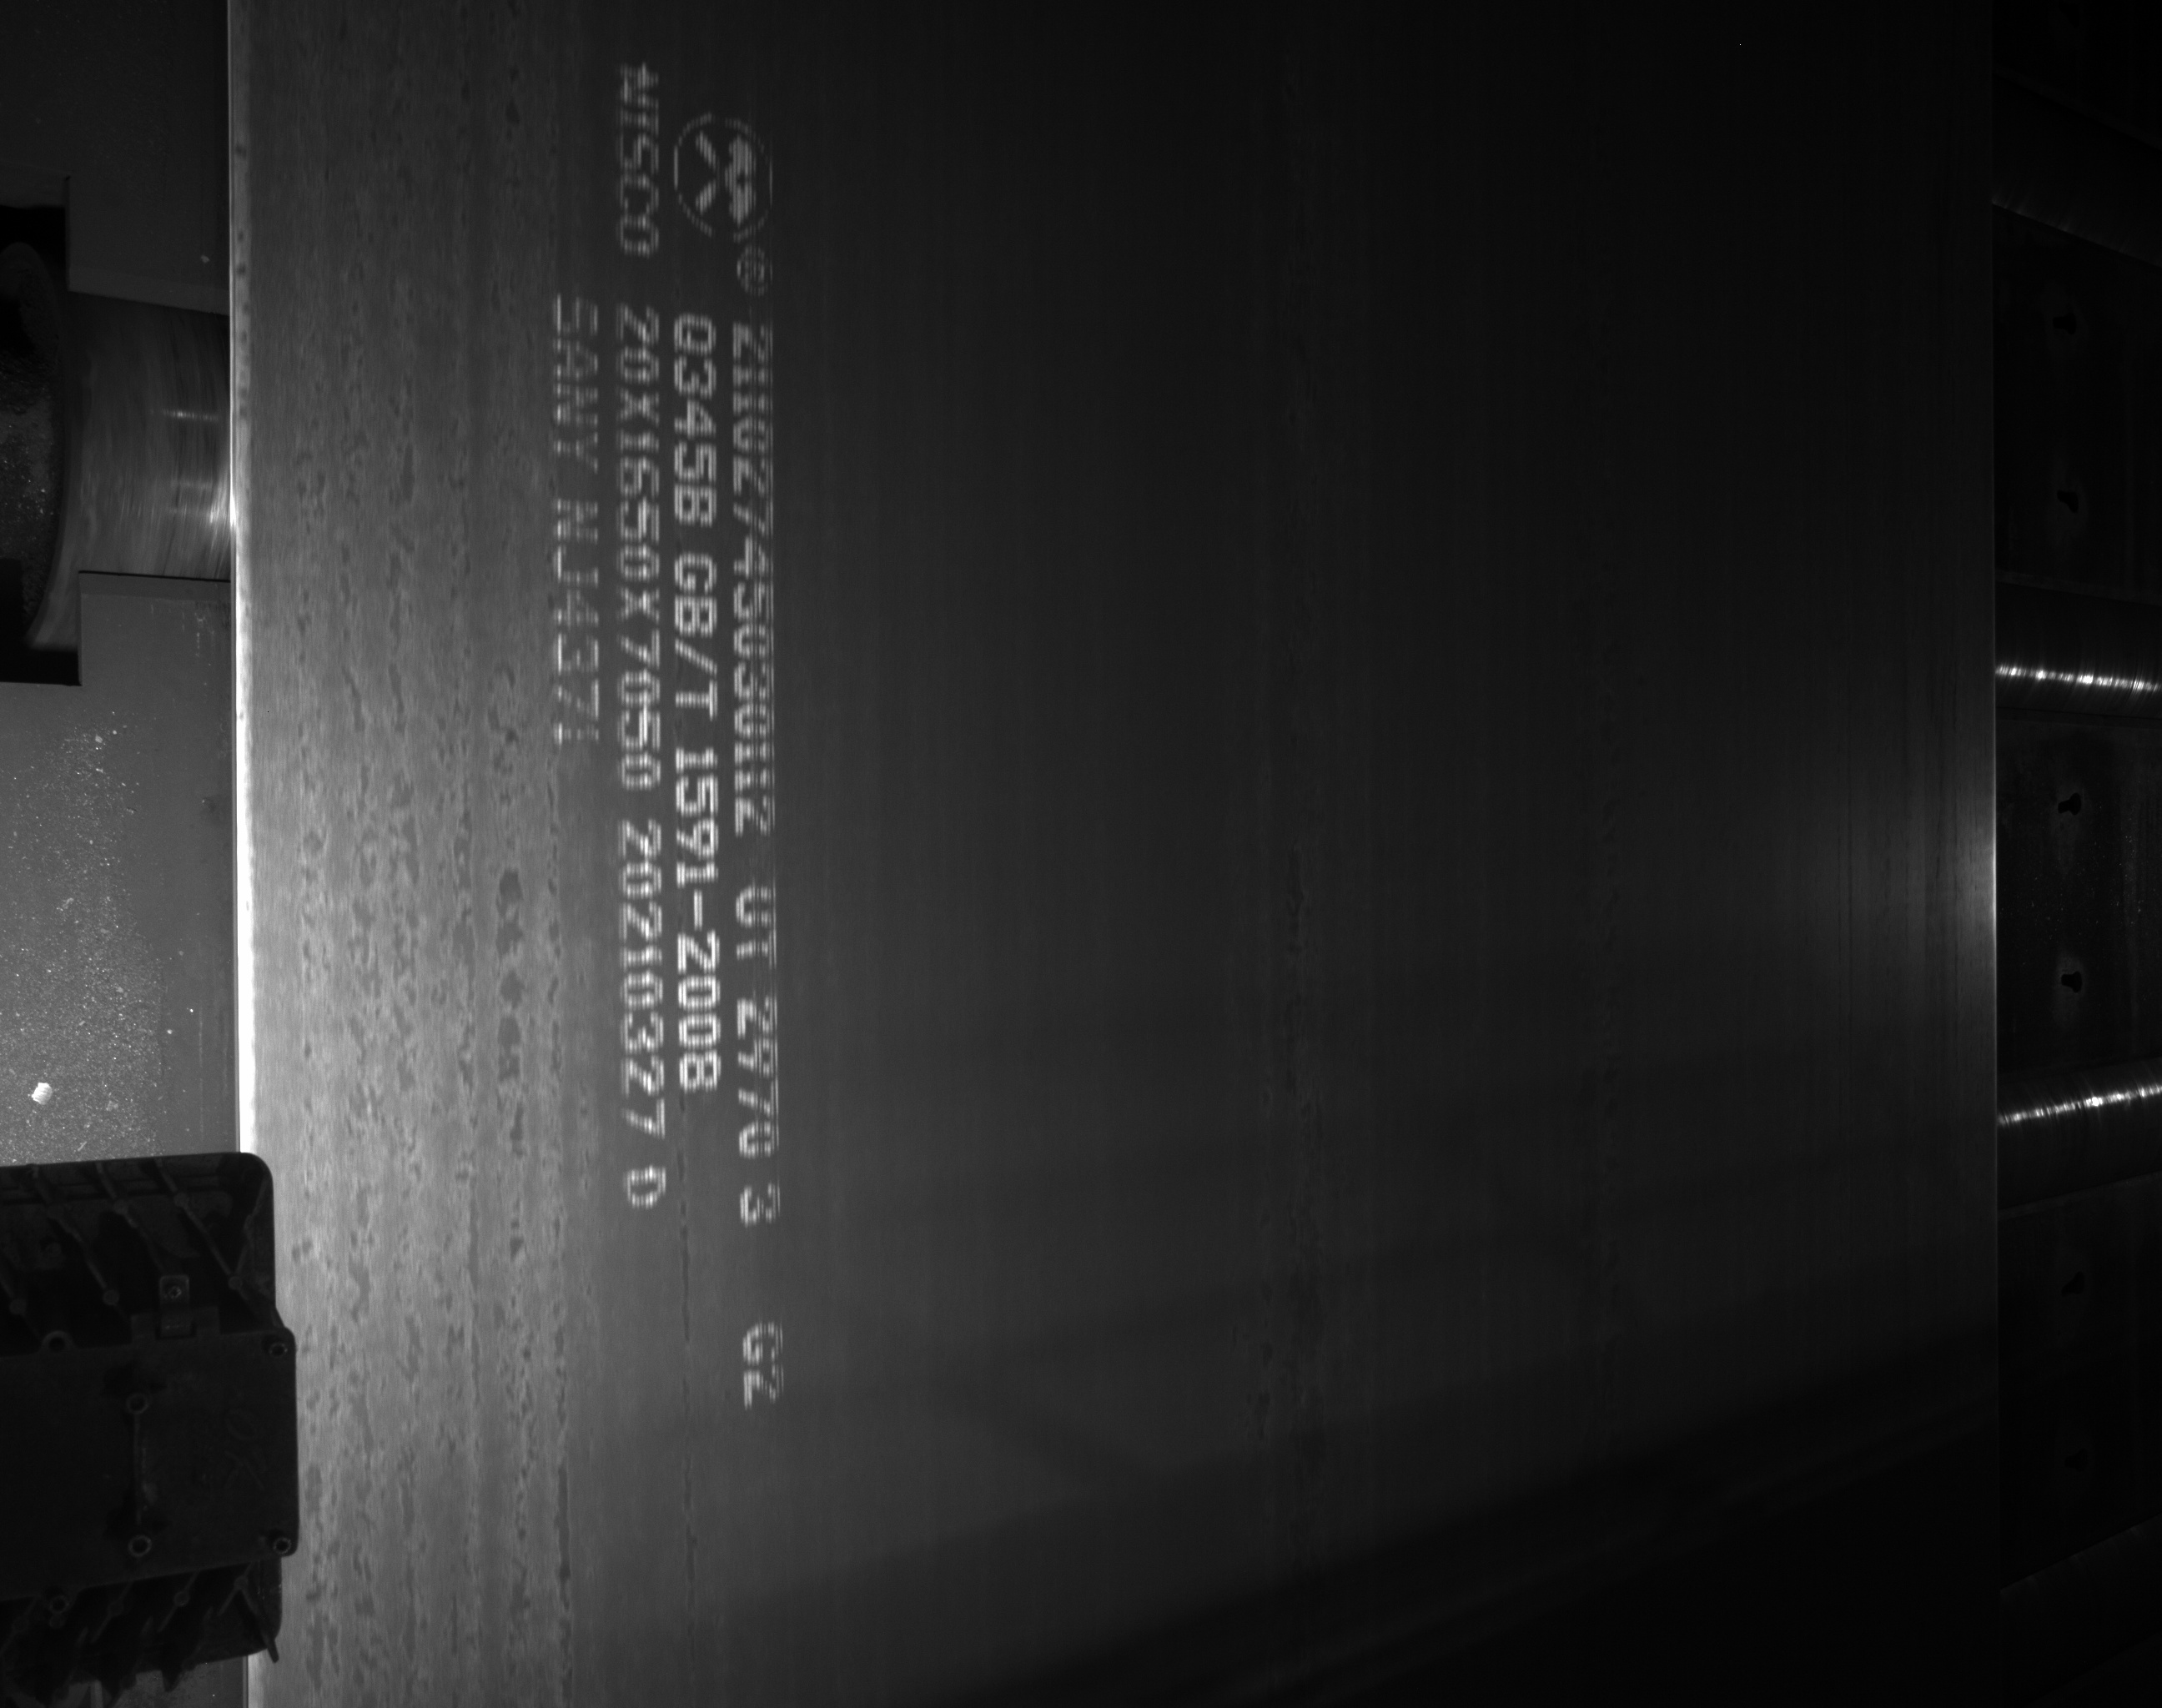 ® 21102745030112 UT 2970 3 G2
Q345B GB/T 1591-2008
NISCO 20X1650X7050 20210327 D
SANY NJ4371